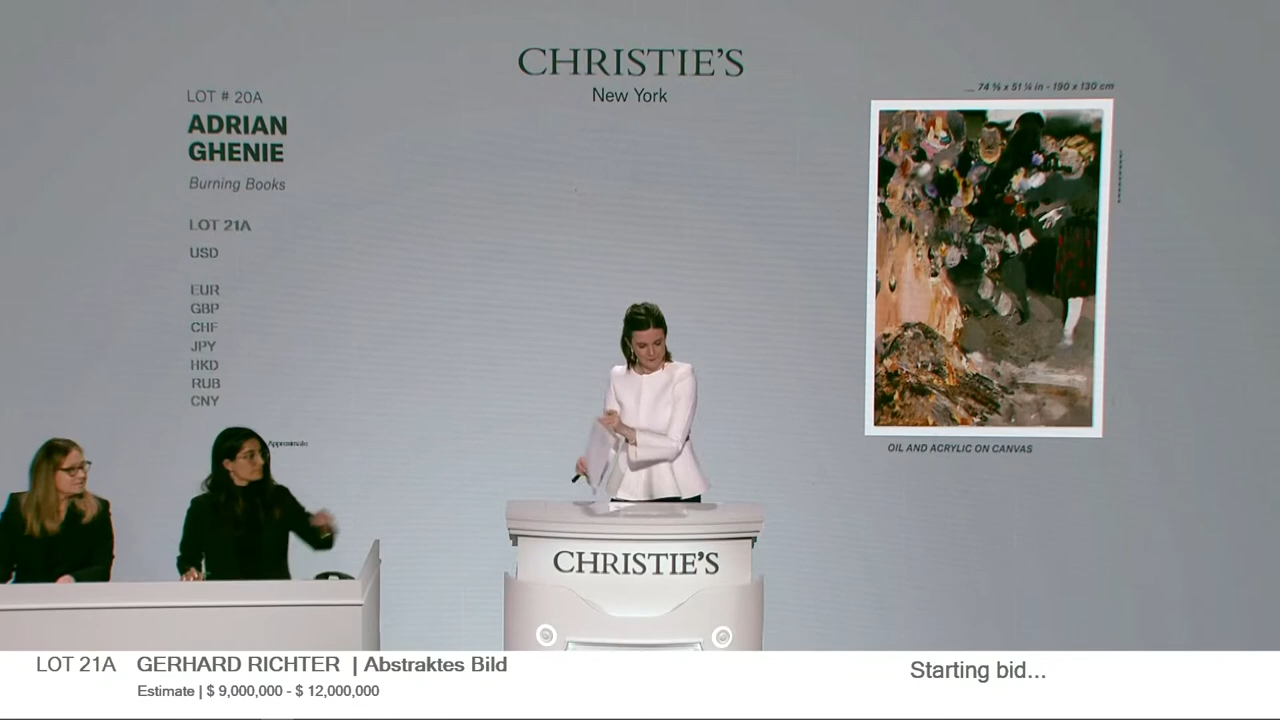 CHRISTIE'S
New York
LOT # 20A
ADRIAN
GHENIE
Burning Books
LOT 21A
USD
EUR
GBP
CHF
JPY
HKD
RUB
CNY
Approximate
74 ⅝ x 51 ¼ in - 190 x 130 cm
OIL AND ACRYLIC ON CANVAS
CHRISTIE'S
LOT 21A GERHARD RICHTER | Abstraktes Bild
Estimate | $ 9,000,000 - $ 12,000,000
Starting bid...